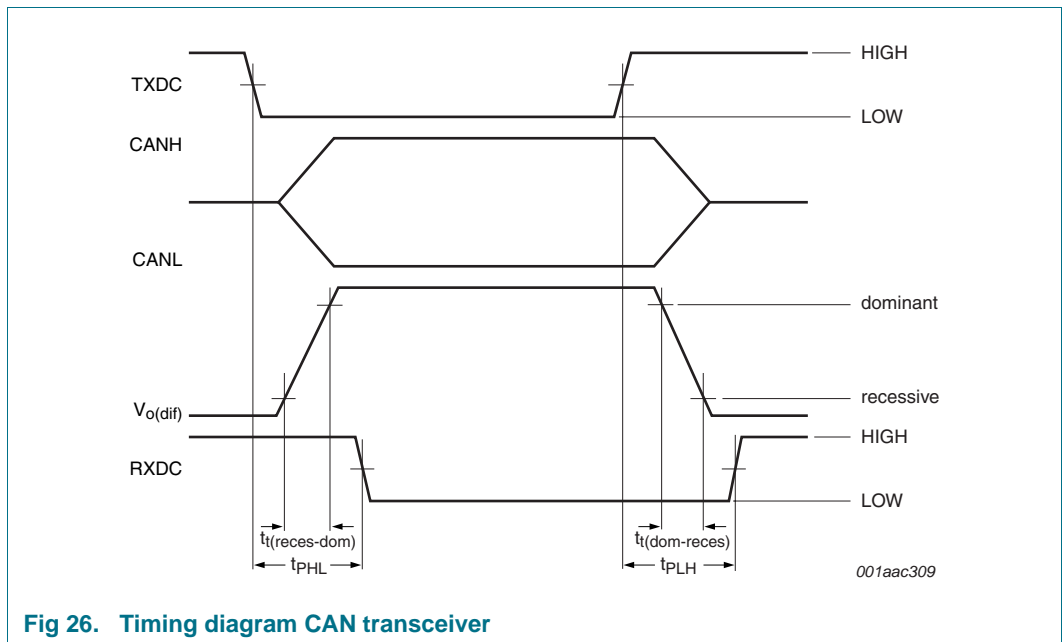 HIGH
TXDC
LOW
CANH
CANL
dominant
recessive
Vo(dif)
HIGH
RXDC
LOW
tt(reces-dom)
tt(dom-reces)
tPHL
tPLH
001aac309
Fig 26. Timing diagram CAN transceiver